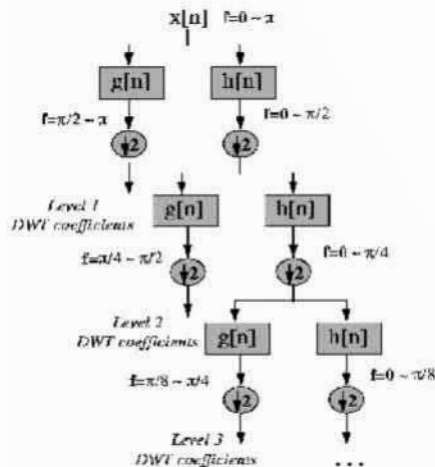 x[n] f=0 ~ π
g[n] h[n]
f=π/2 ~ π f=0 ~ π/2
↓2 ↓2
Level 1
DWT coefficients
g[n] h[n]
f=π/4 ~ π/2 f=0 ~ π/4
↓2 ↓2
Level 2
DWT coefficients
g[n] h[n]
f=π/8 ~ π/4 f=0 ~ π/8
↓2 ↓2
Level 3
DWT coefficients
...